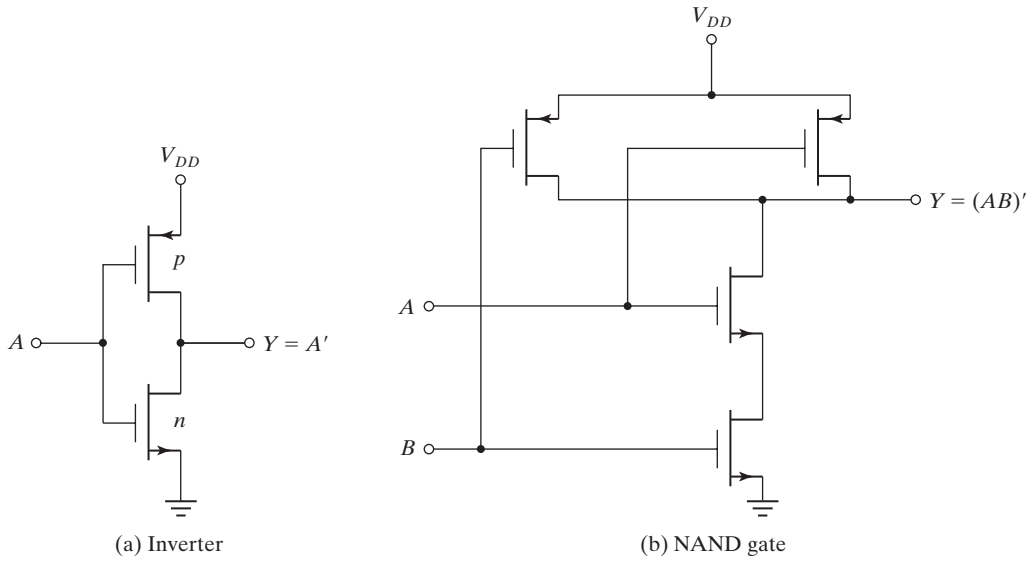 V_DD
p
A
Y = A′
n
(a) Inverter
V_DD
Y = (AB)′
A
B
(b) NAND gate